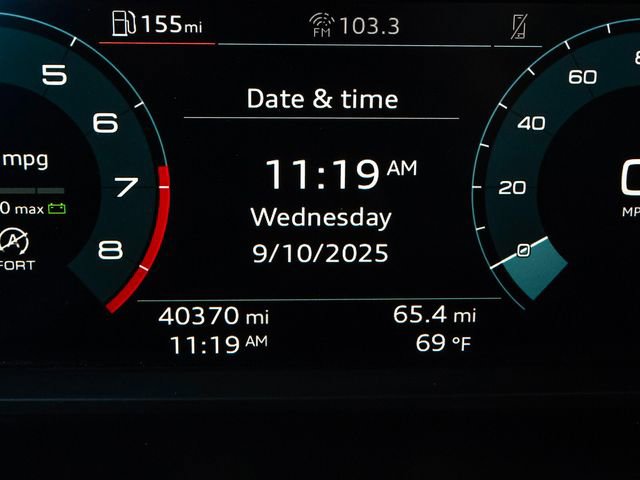 155mi
FM 103.3
Date & time
11:19 AM
Wednesday
9/10/2025
40370 mi
11:19 AM
65.4 mi
69 °F
5
6
7
8
mpg
0 max
A
60
40
20
0